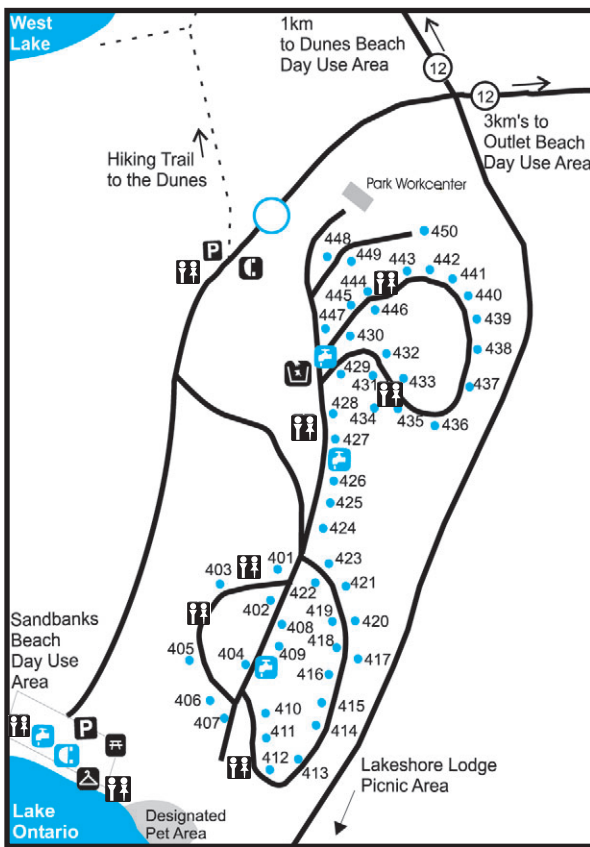 West
Lake
1km
to Dunes Beach
Day Use Area
12
12
3km's to
Outlet Beach
Day Use Area
Hiking Trail
to the Dunes
Park Workcenter
P
448
449
450
443
442
441
444
440
445
446
439
447
430
438
432
429
431
433
437
428
434
435
436
427
426
425
424
423
401
403
422
421
402
419
420
408
418
Sandbanks
Beach
Day Use
Area
405
404
409
417
416
406
410
415
407
411
414
P
412
413
Lakeshore Lodge
Picnic Area
Lake
Ontario
Designated
Pet Area